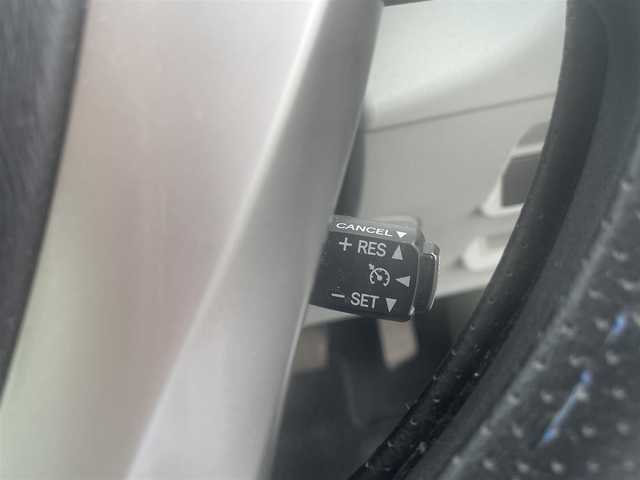 CANCEL ▼
+ RES ▲
◀
− SET ▼